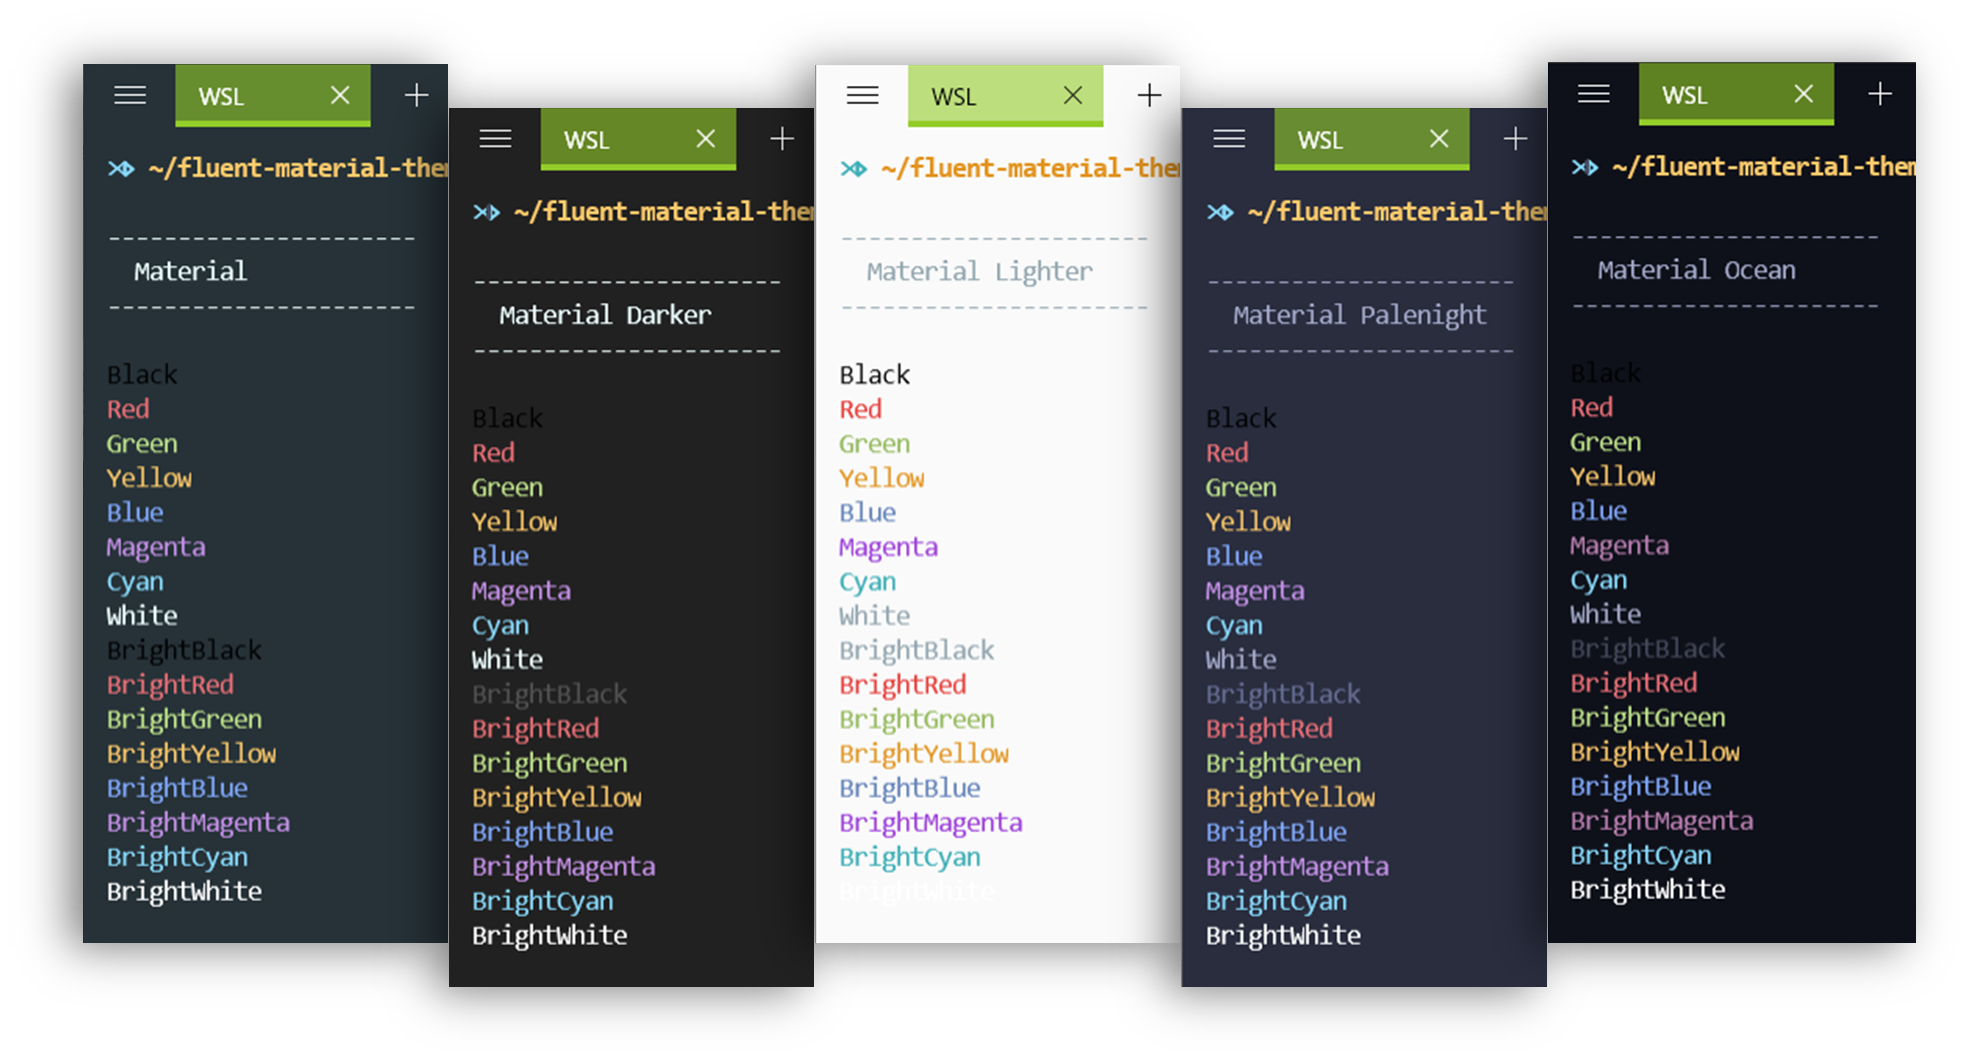 WSL
~/fluent-material-them
---------------------- 
Material
----------------------
Black
Red
Green
Yellow
Blue
Magenta
Cyan
White
BrightBlack
BrightRed
BrightGreen
BrightYellow
BrightBlue
BrightMagenta
BrightCyan
BrightWhite
WSL
~/fluent-material-them
----------------------
Material Darker
----------------------
Black
Red
Green
Yellow
Blue
Magenta
Cyan
White
BrightBlack
BrightRed
BrightGreen
BrightYellow
BrightBlue
BrightMagenta
BrightCyan
BrightWhite
WSL
~/fluent-material-them
----------------------
Material Lighter
----------------------
Black
Red
Green
Yellow
Blue
Magenta
Cyan
White
BrightBlack
BrightRed
BrightGreen
BrightYellow
BrightBlue
BrightMagenta
BrightCyan
BrightWhite
WSL
~/fluent-material-them
----------------------
Material Palenight
----------------------
Black
Red
Green
Yellow
Blue
Magenta
Cyan
White
BrightBlack
BrightRed
BrightGreen
BrightYellow
BrightBlue
BrightMagenta
BrightCyan
BrightWhite
WSL
~/fluent-material-them
----------------------
Material Ocean
----------------------
Black
Red
Green
Yellow
Blue
Magenta
Cyan
White
BrightBlack
BrightRed
BrightGreen
BrightYellow
BrightBlue
BrightMagenta
BrightCyan
BrightWhite